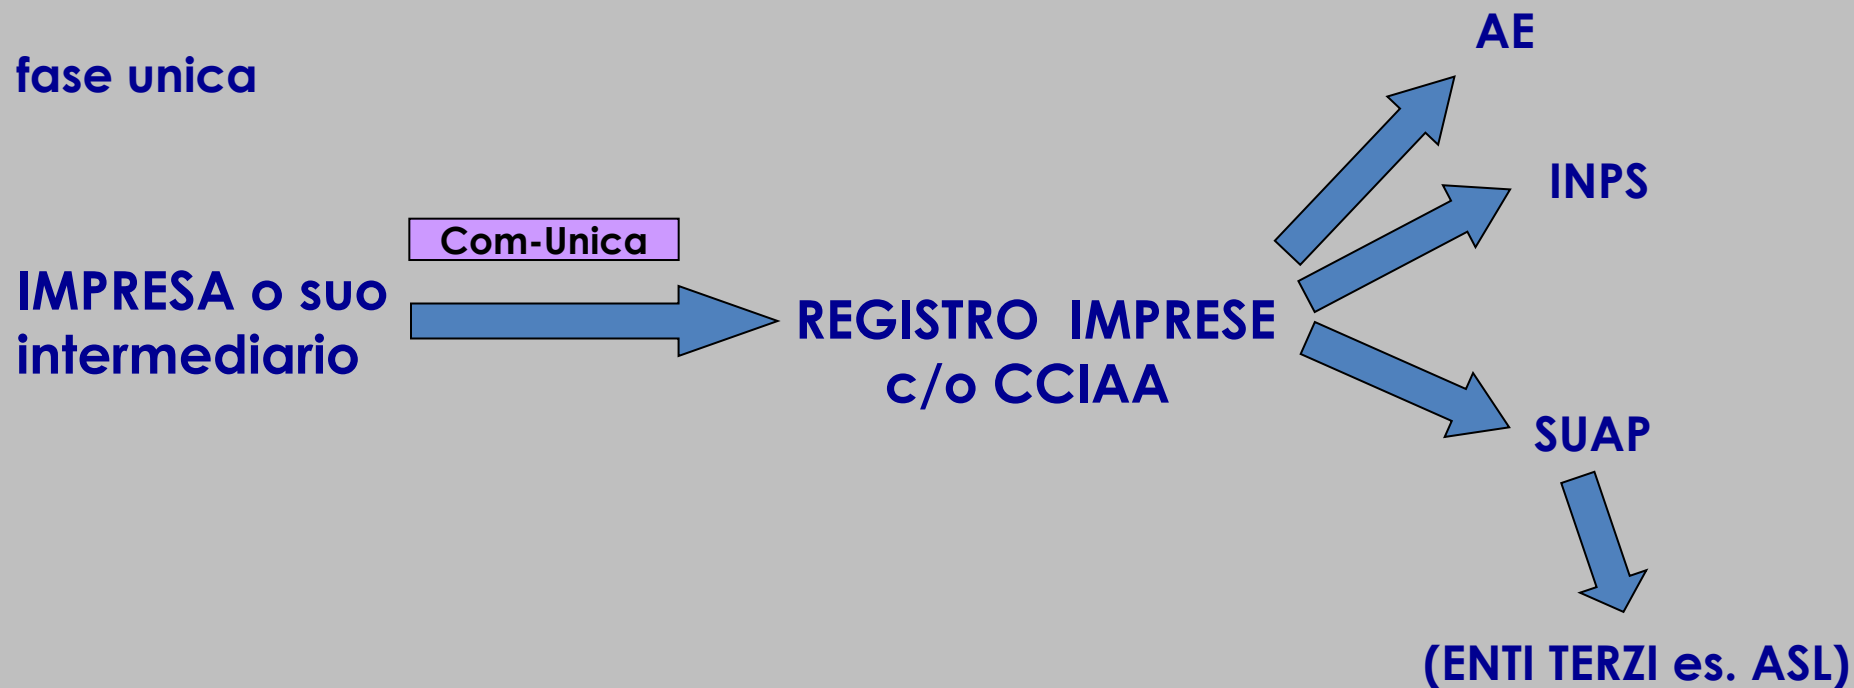 fase unica
Com-Unica
IMPRESA o suo
intermediario
REGISTRO IMPRESE
c/o CCIAA
AE
INPS
SUAP
(ENTI TERZI es. ASL)